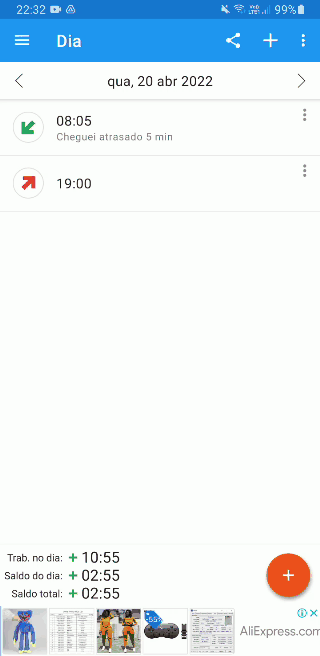 22:32 99%
Dia
qua, 20 abr 2022
08:05
Cheguei atrasado 5 min
19:00
Trab. no dia: + 10:55
Saldo do dia: + 02:55
Saldo total: + 02:55
-55%
AliExpress.com